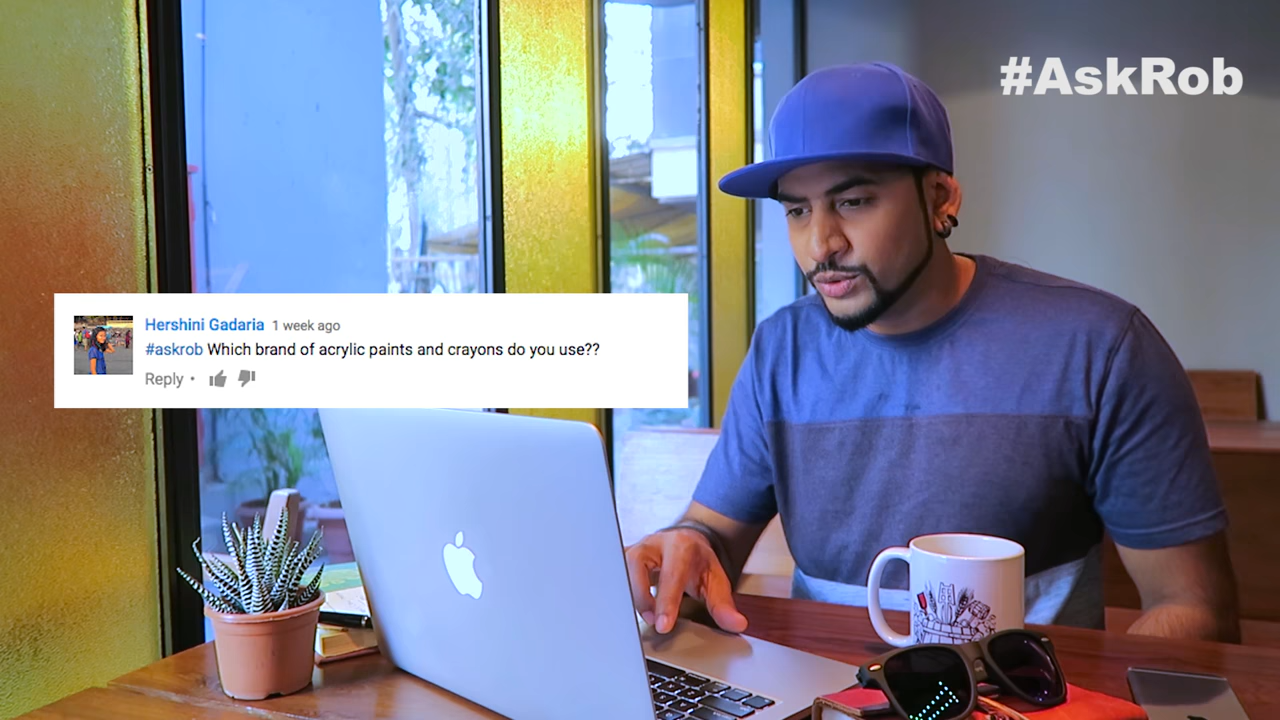 #AskRob
Hershini Gadaria 1 week ago
#askrob Which brand of acrylic paints and crayons do you use??
Reply •